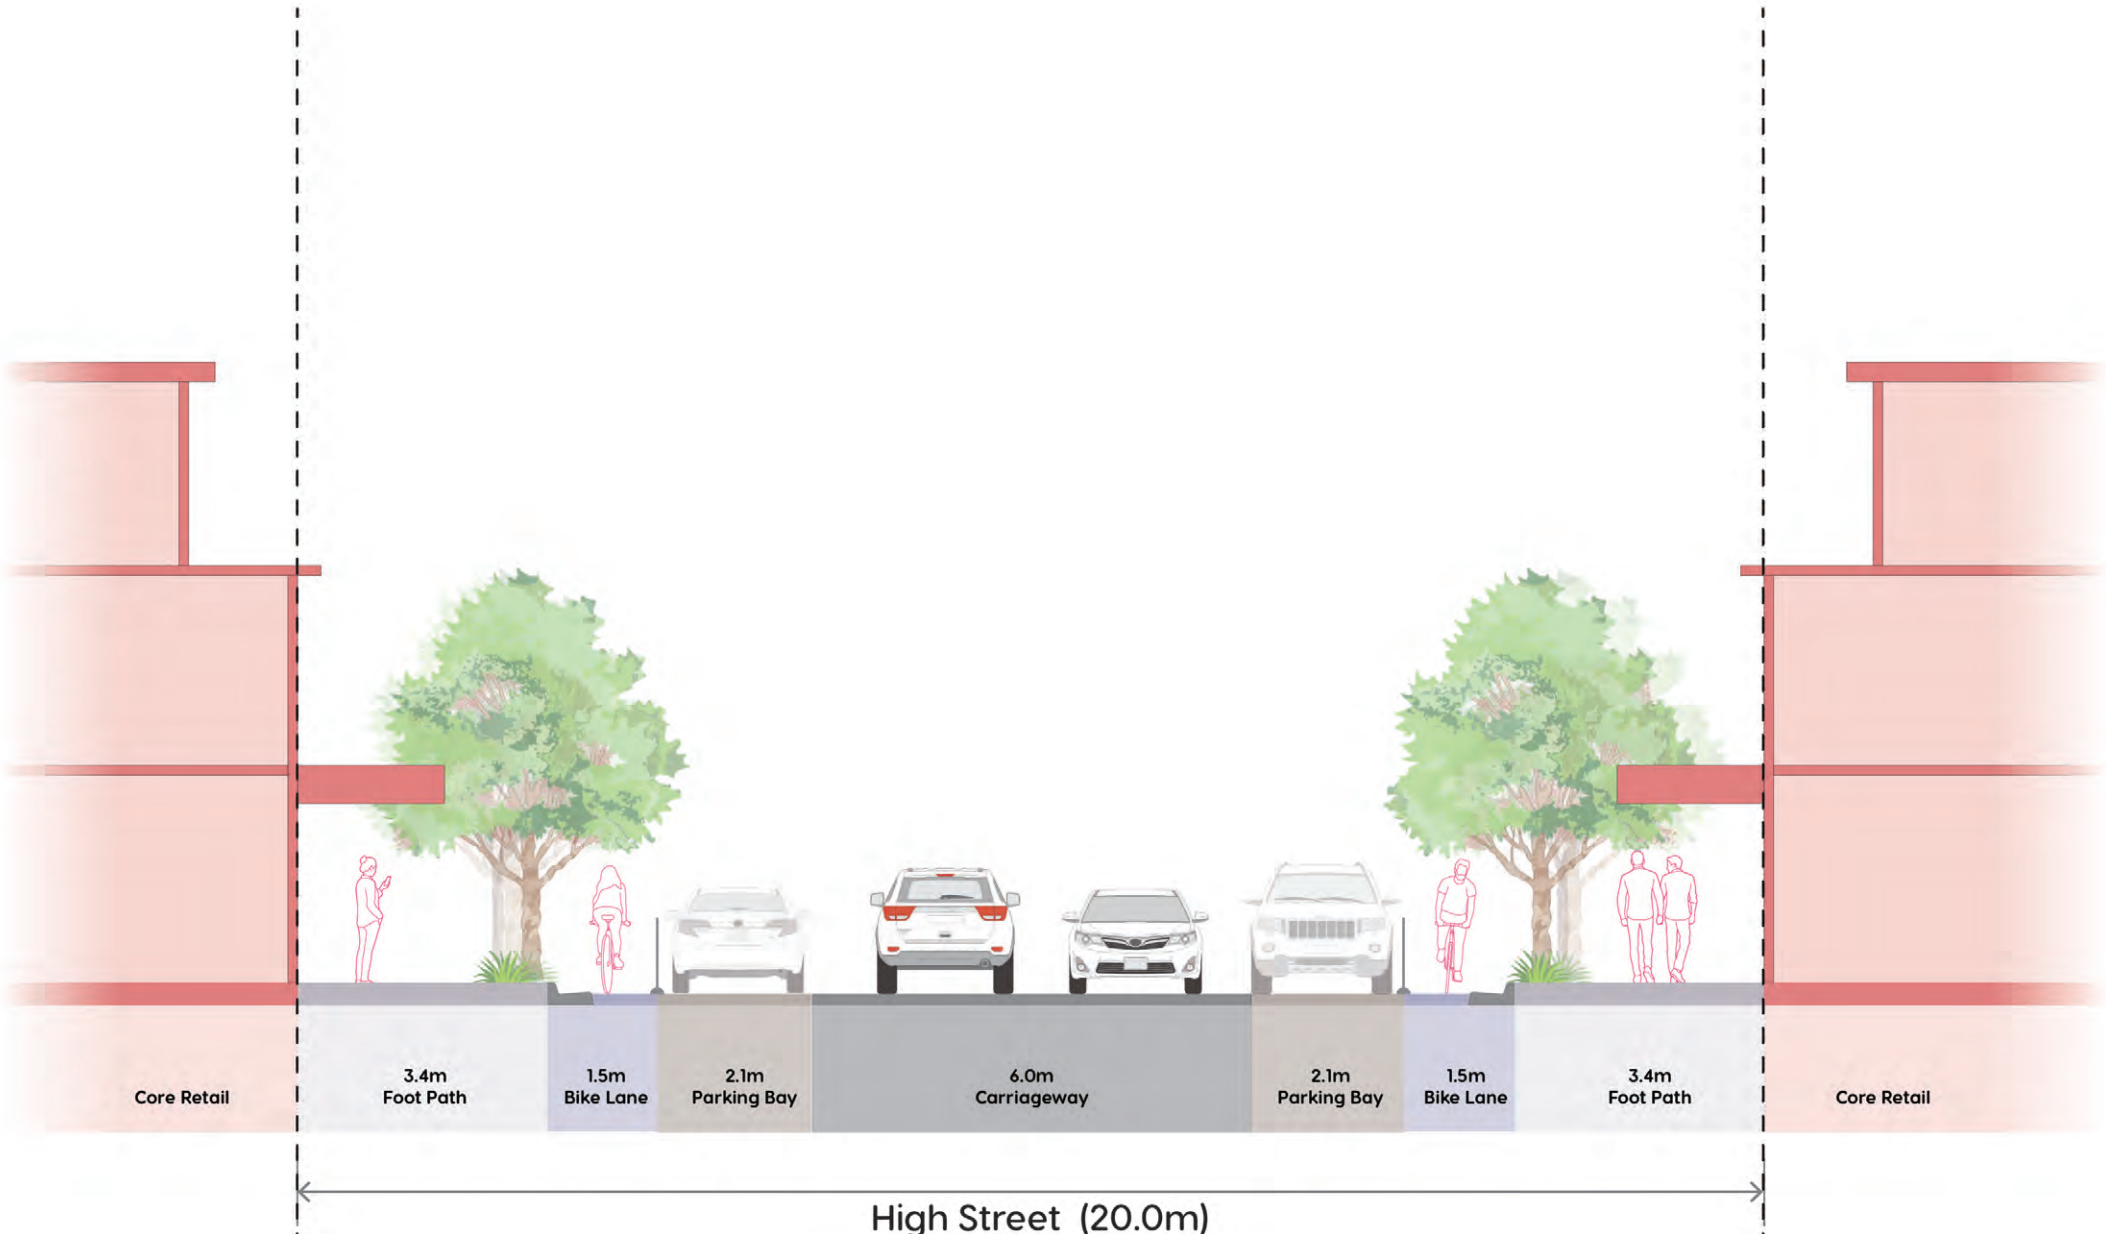 Core Retail
3.4m
Foot Path
1.5m
Bike Lane
2.1m
Parking Bay
6.0m
Carriageway
2.1m
Parking Bay
1.5m
Bike Lane
3.4m
Foot Path
Core Retail
High Street (20.0m)